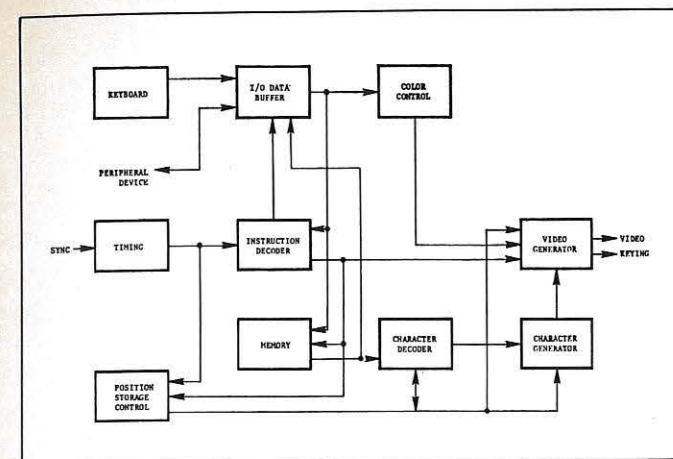 KEYBOARD
I/O DATA
BUFFER
COLOR
CONTROL
PERIPHERAL
DEVICE
SYNC
TIMING
INSTRUCTION
DECODER
VIDEO
GENERATOR
VIDEO
KEYING
MEMORY
CHARACTER
DECODER
CHARACTER
GENERATOR
POSITION
STORAGE
CONTROL